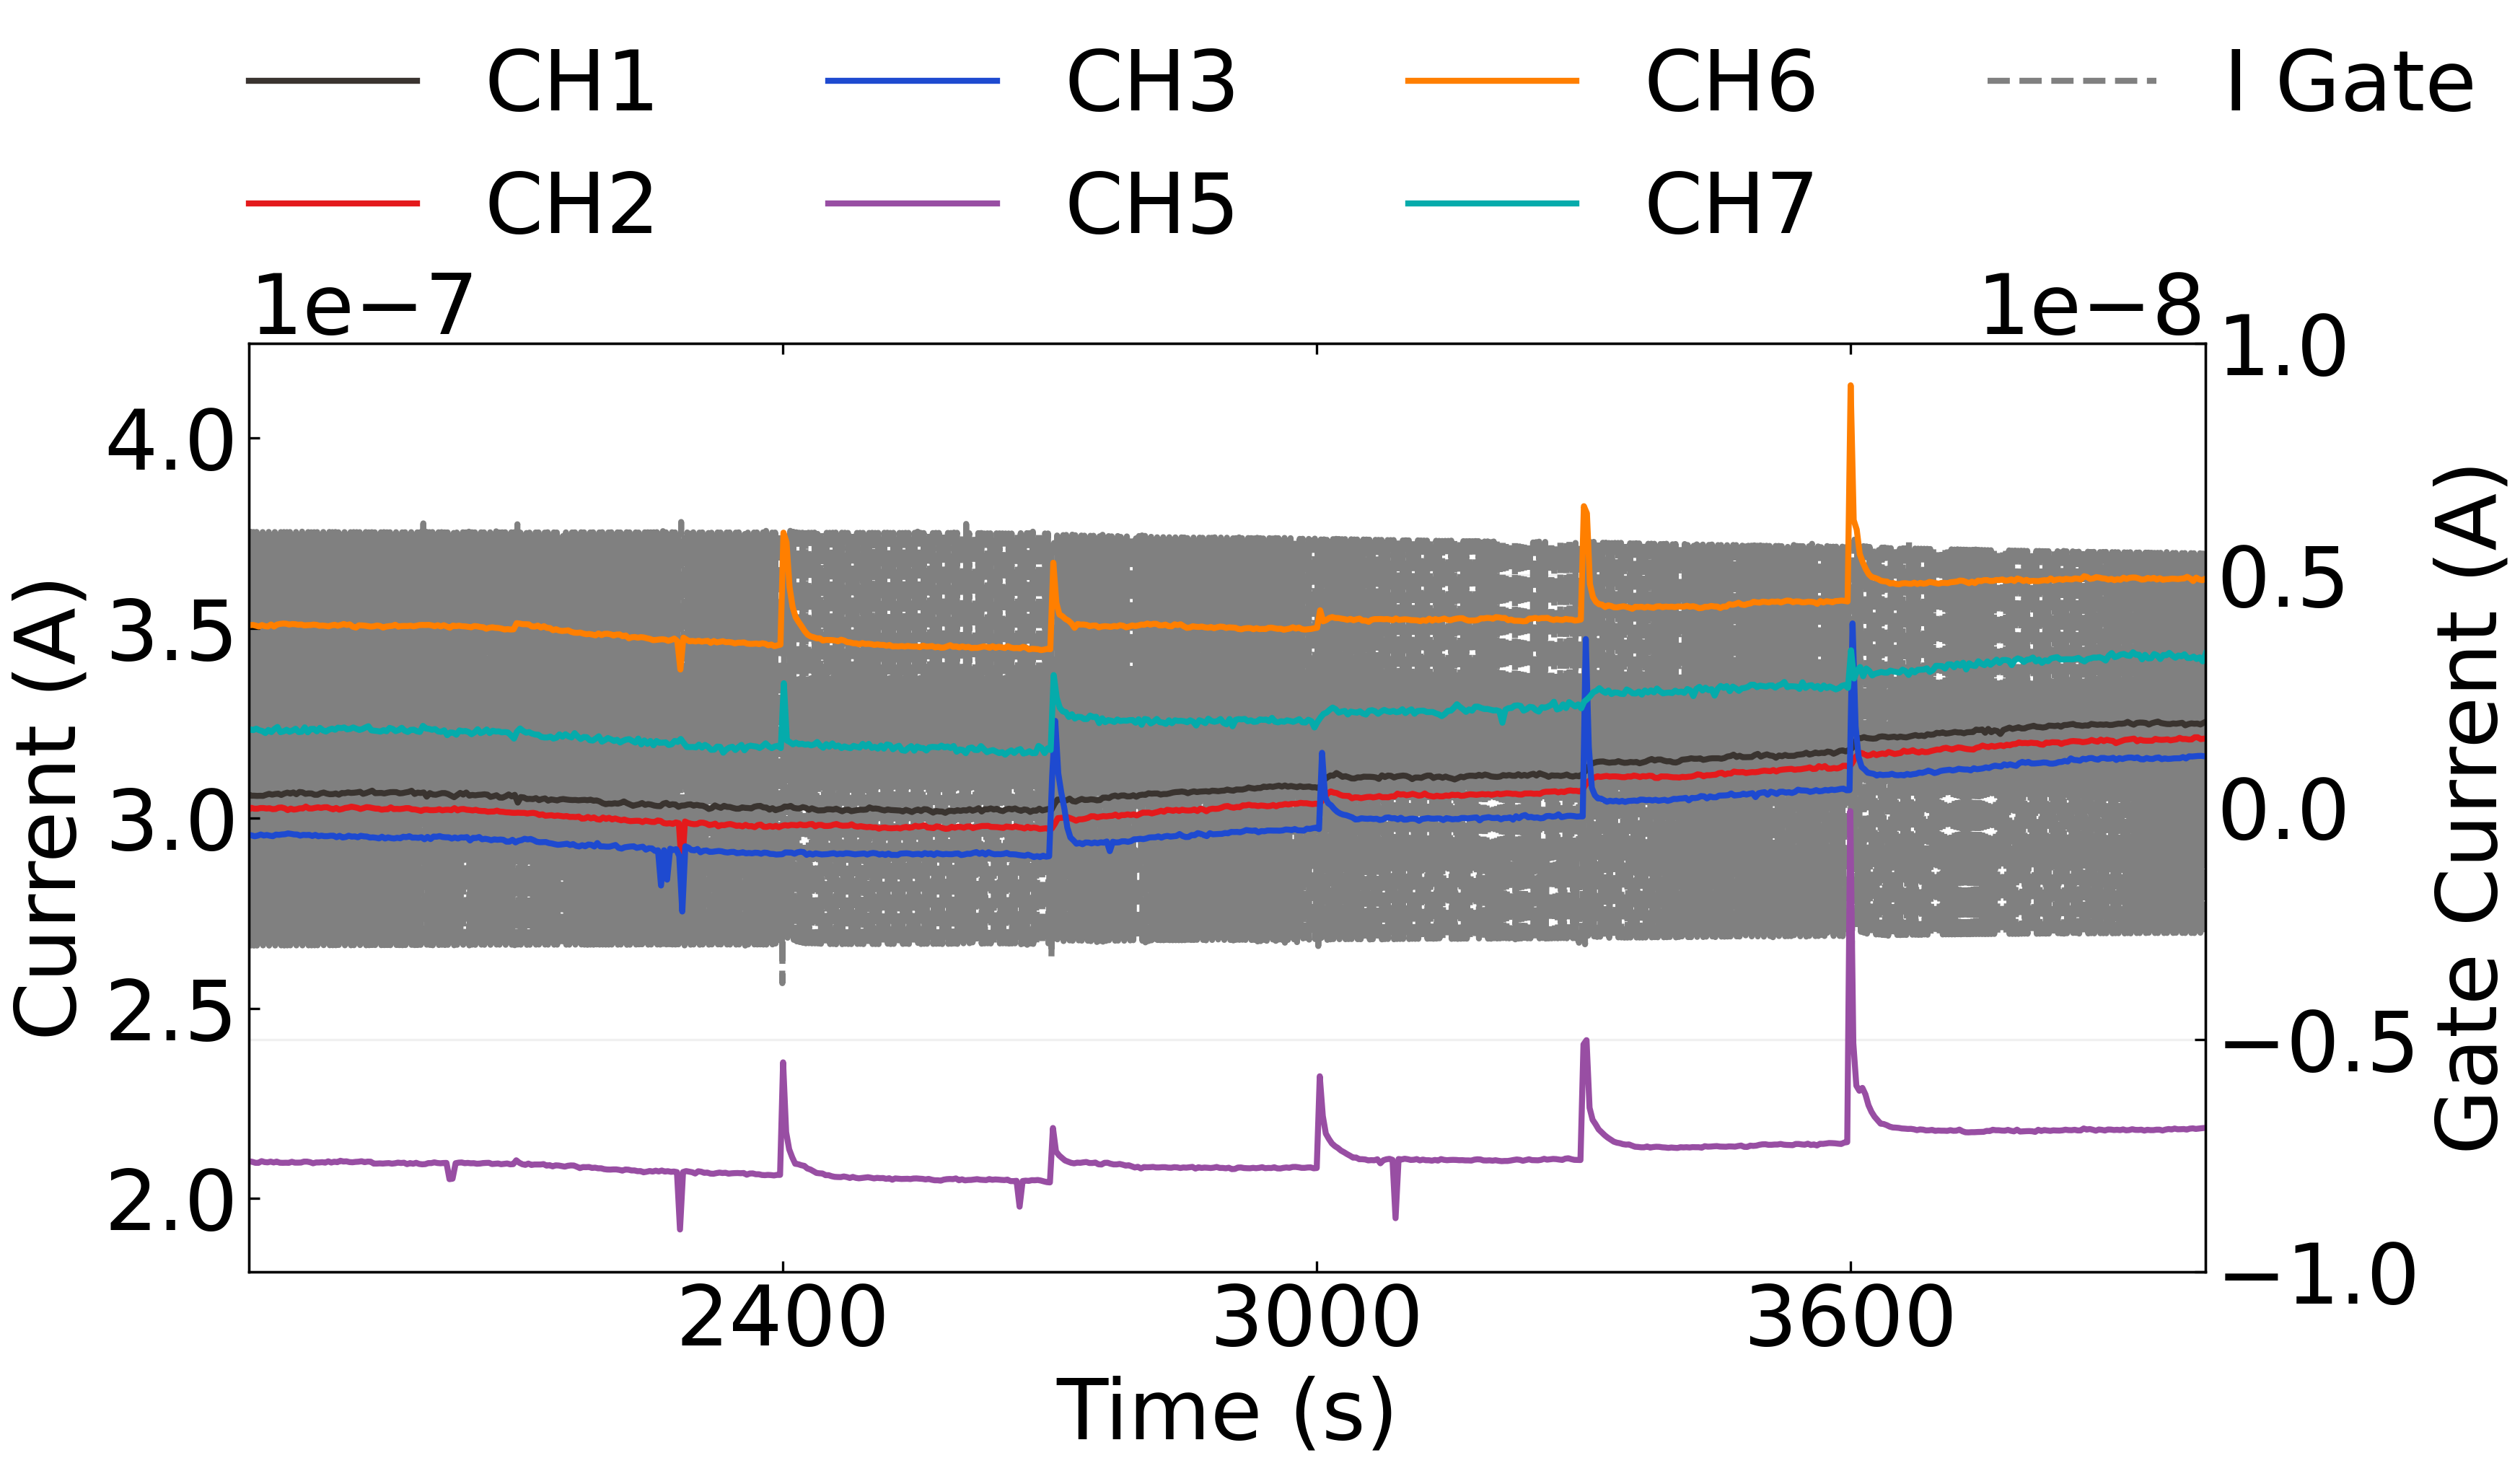 CH1 CH3 CH6 I Gate
CH2 CH5 CH7
1e−7 1e−8
1.0
4.0
0.5
3.5
0.0
3.0
−0.5
2.5
2.0
−1.0
Current (A)
Gate Current (A)
2400 3000 3600
Time (s)